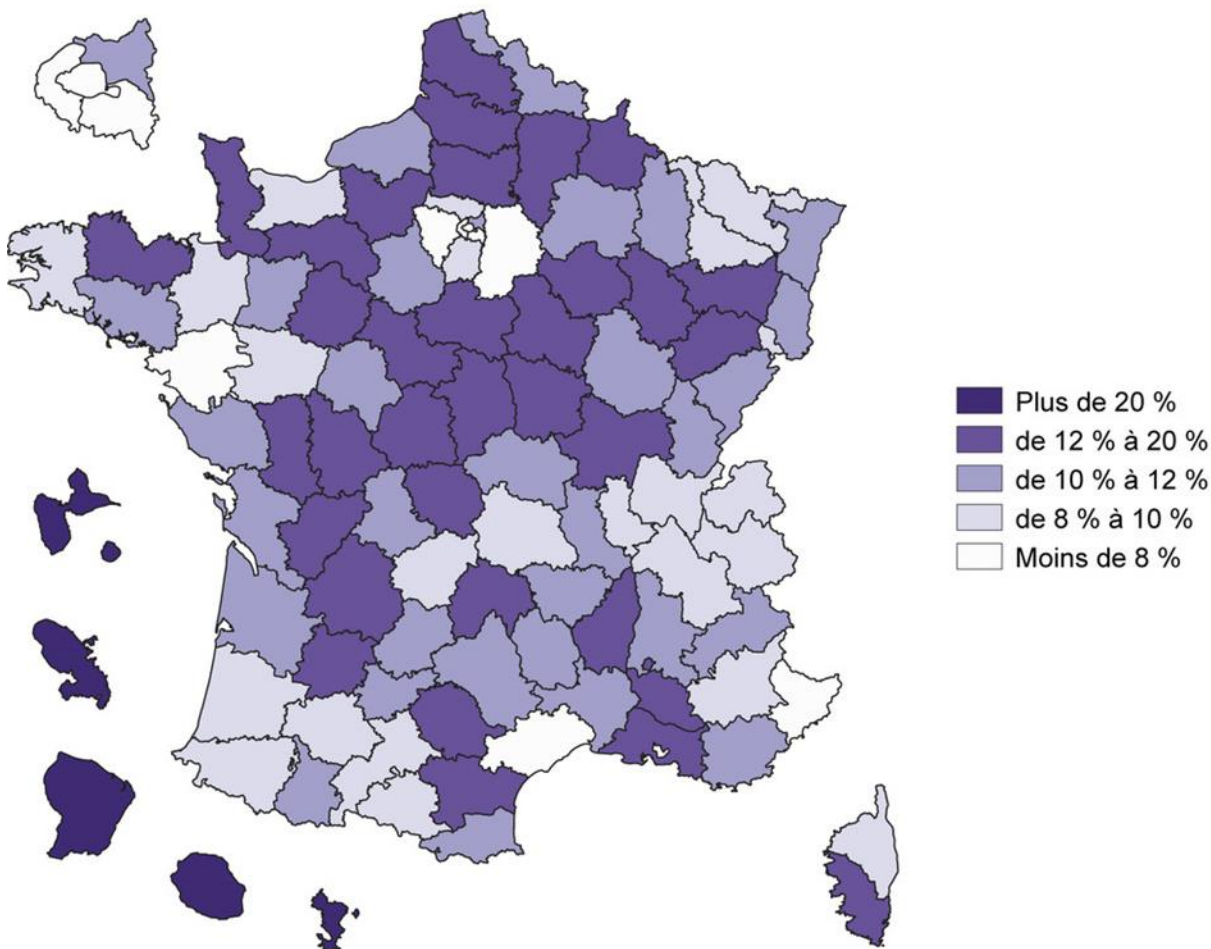 Plus de 20 %
de 12 % à 20 %
de 10 % à 12 %
de 8 % à 10 %
Moins de 8 %